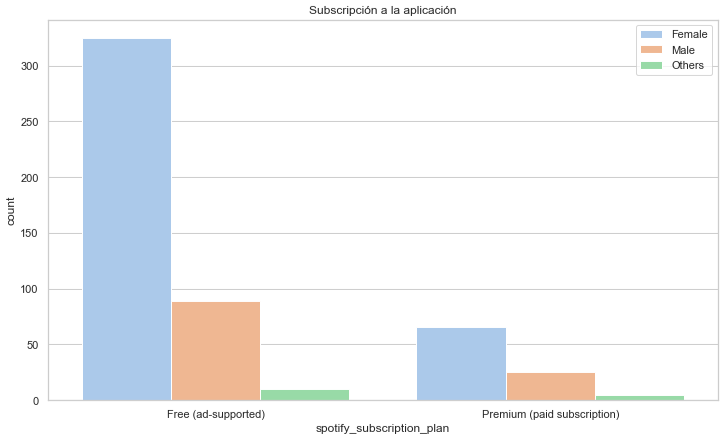 Subscripción a la aplicación
Female
Male
Others
300
250
200
150
100
50
0
count
Free (ad-supported)
Premium (paid subscription)
spotify_subscription_plan